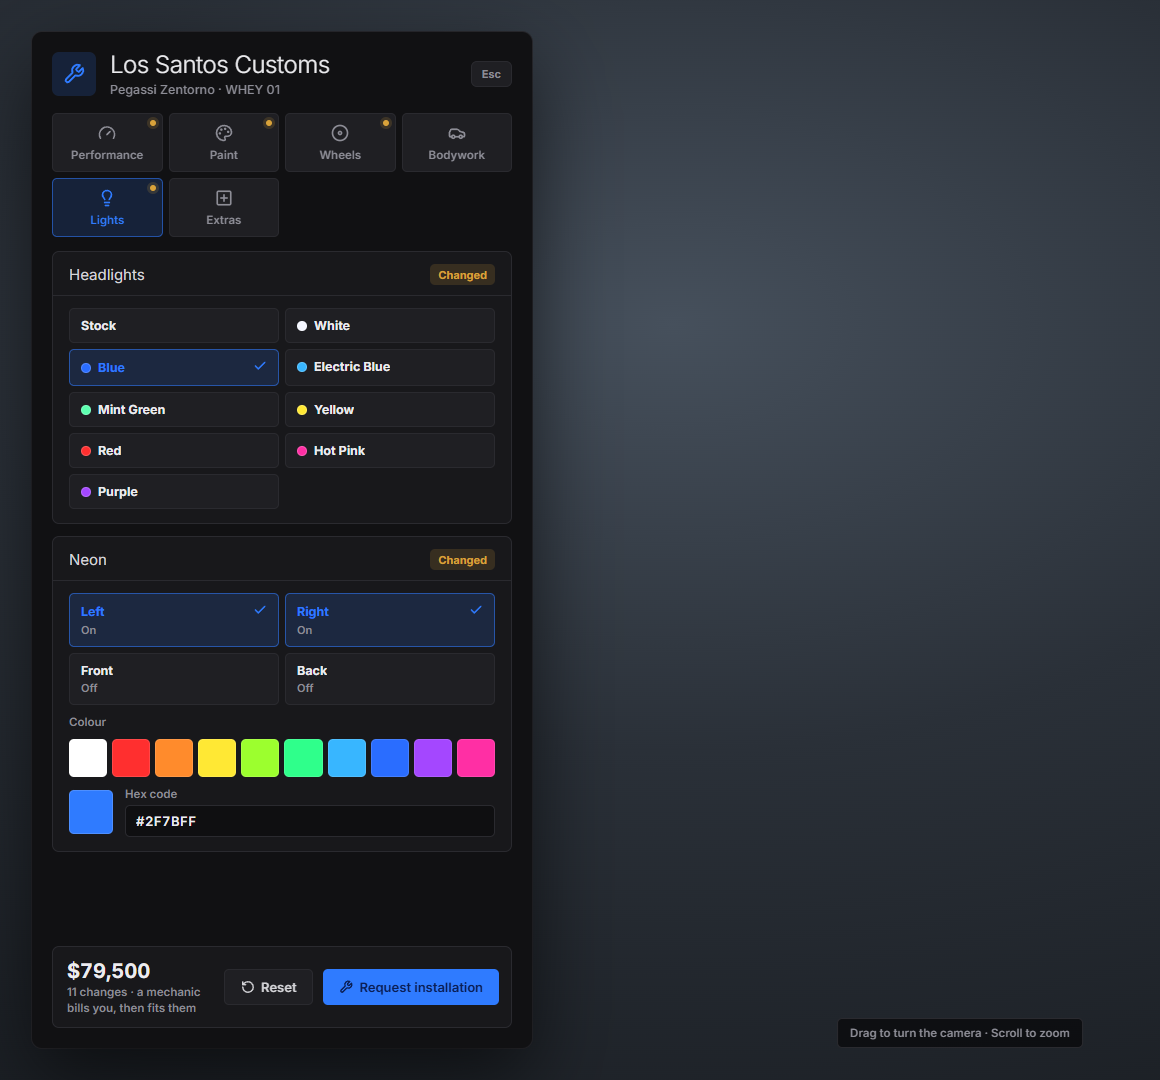 Los Santos Customs
Pegassi Zentorno · WHEY 01
Esc
Performance
Paint
Wheels
Bodywork
Lights
Extras
Headlights
Changed
Stock
White
Blue
Electric Blue
Mint Green
Yellow
Red
Hot Pink
Purple
Neon
Changed
Left
On
Right
On
Front
Off
Back
Off
Colour
Hex code
#2F7BFF
$79,500
11 changes · a mechanic
bills you, then fits them
Reset
Request installation
Drag to turn the camera · Scroll to zoom